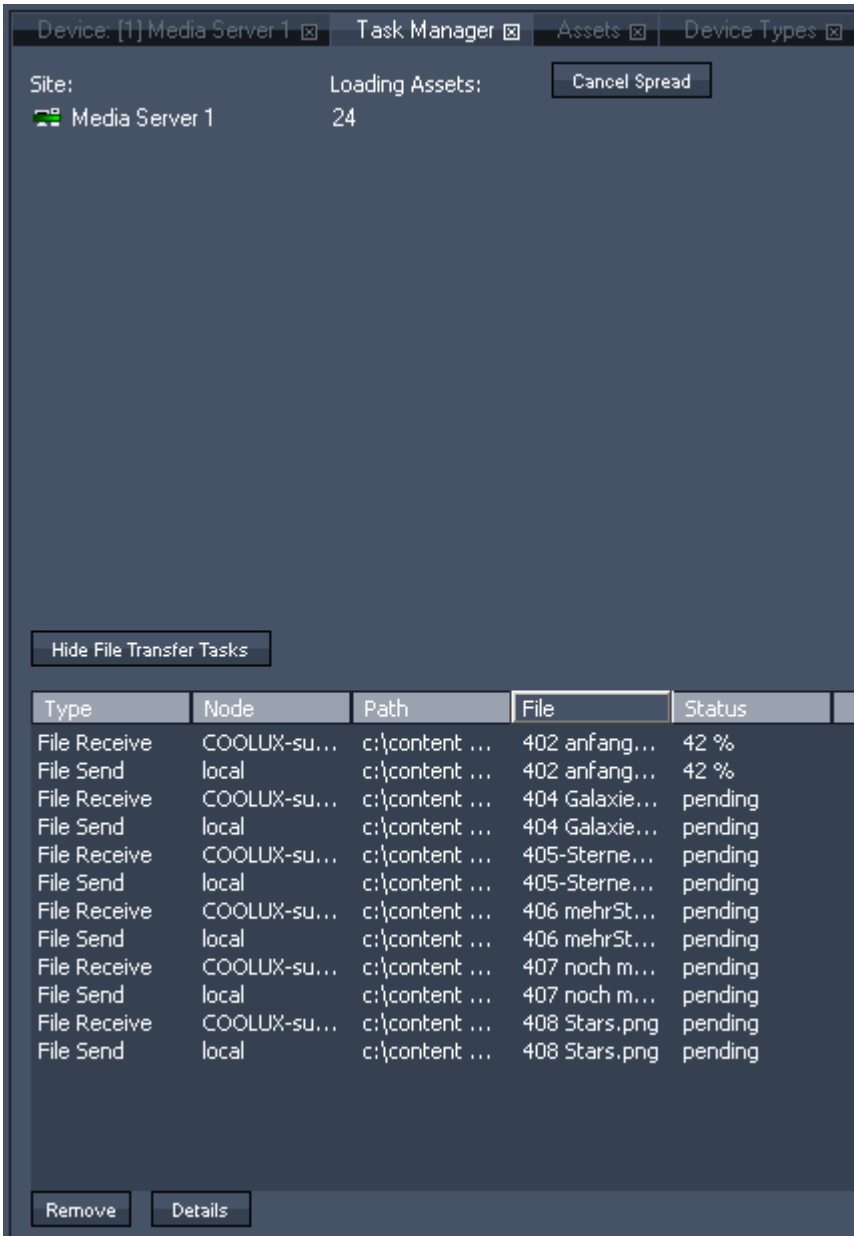 Device: [1] Media Server 1 Task Manager Assets Device Types
Site: Loading Assets: Cancel Spread
Media Server 1 24
Hide File Transfer Tasks
Type Node Path File Status
File Receive COOLUX-su... c:\content ... 402 anfang... 42 %
File Send local c:\content ... 402 anfang... 42 %
File Receive COOLUX-su... c:\content ... 404 Galaxie... pending
File Send local c:\content ... 404 Galaxie... pending
File Receive COOLUX-su... c:\content ... 405-Sterne... pending
File Send local c:\content ... 405-Sterne... pending
File Receive COOLUX-su... c:\content ... 406 mehrSt... pending
File Send local c:\content ... 406 mehrSt... pending
File Receive COOLUX-su... c:\content ... 407 noch m... pending
File Send local c:\content ... 407 noch m... pending
File Receive COOLUX-su... c:\content ... 408 Stars.png pending
File Send local c:\content ... 408 Stars.png pending
Remove Details